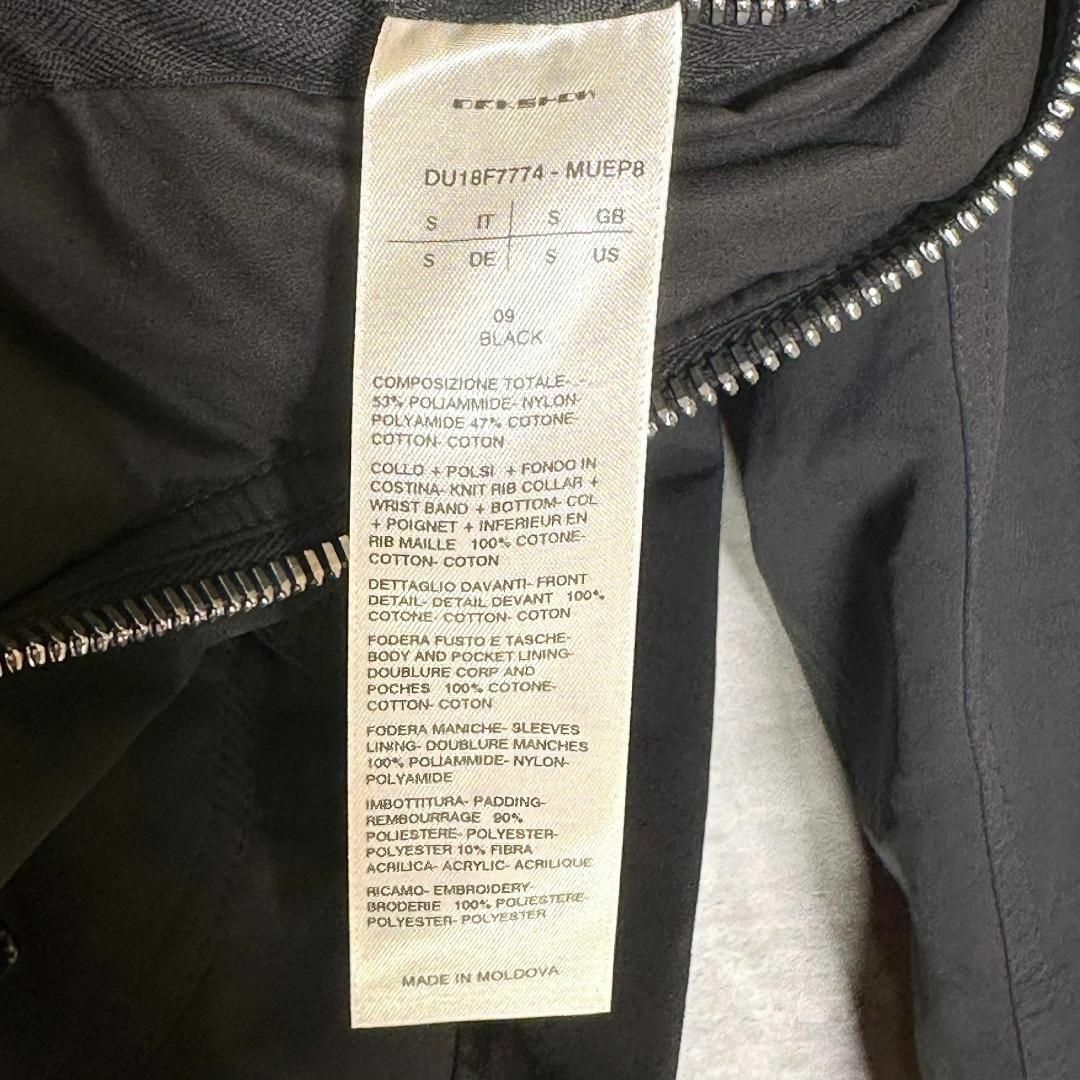 DRKSHDW
DU18F7774 - MUEP8
S IT S GB
S DE S US
09
BLACK
COMPOSIZIONE TOTALE- -
53% POLIAMMIDE- NYLON-
POLYAMIDE 47% COTONE-
COTTON- COTON
COLLO + POLSI + FONDO IN
COSTINA- KNIT RIB COLLAR +
WRIST BAND + BOTTOM- COL
+ POIGNET + INFERIEUR EN
RIB MAILLE 100% COTONE-
COTTON- COTON
DETTAGLIO DAVANTI- FRONT
DETAIL- DETAIL DEVANT 100%
COTONE- COTTON- COTON
FODERA FUSTO E TASCHE-
BODY AND POCKET LINING-
DOUBLURE CORP AND
POCHES 100% COTONE-
COTTON- COTON
FODERA MANICHE- SLEEVES
LINING- DOUBLURE MANCHES
100% POLIAMMIDE- NYLON-
POLYAMIDE
IMBOTTITURA- PADDING-
REMBOURRAGE 90%
POLIESTERE- POLYESTER-
POLYESTER 10% FIBRA
ACRILICA- ACRYLIC- ACRILIQUE
RICAMO- EMBROIDERY-
BRODERIE 100% POLIESTERE-
POLYESTER- POLYESTER
MADE IN MOLDOVA